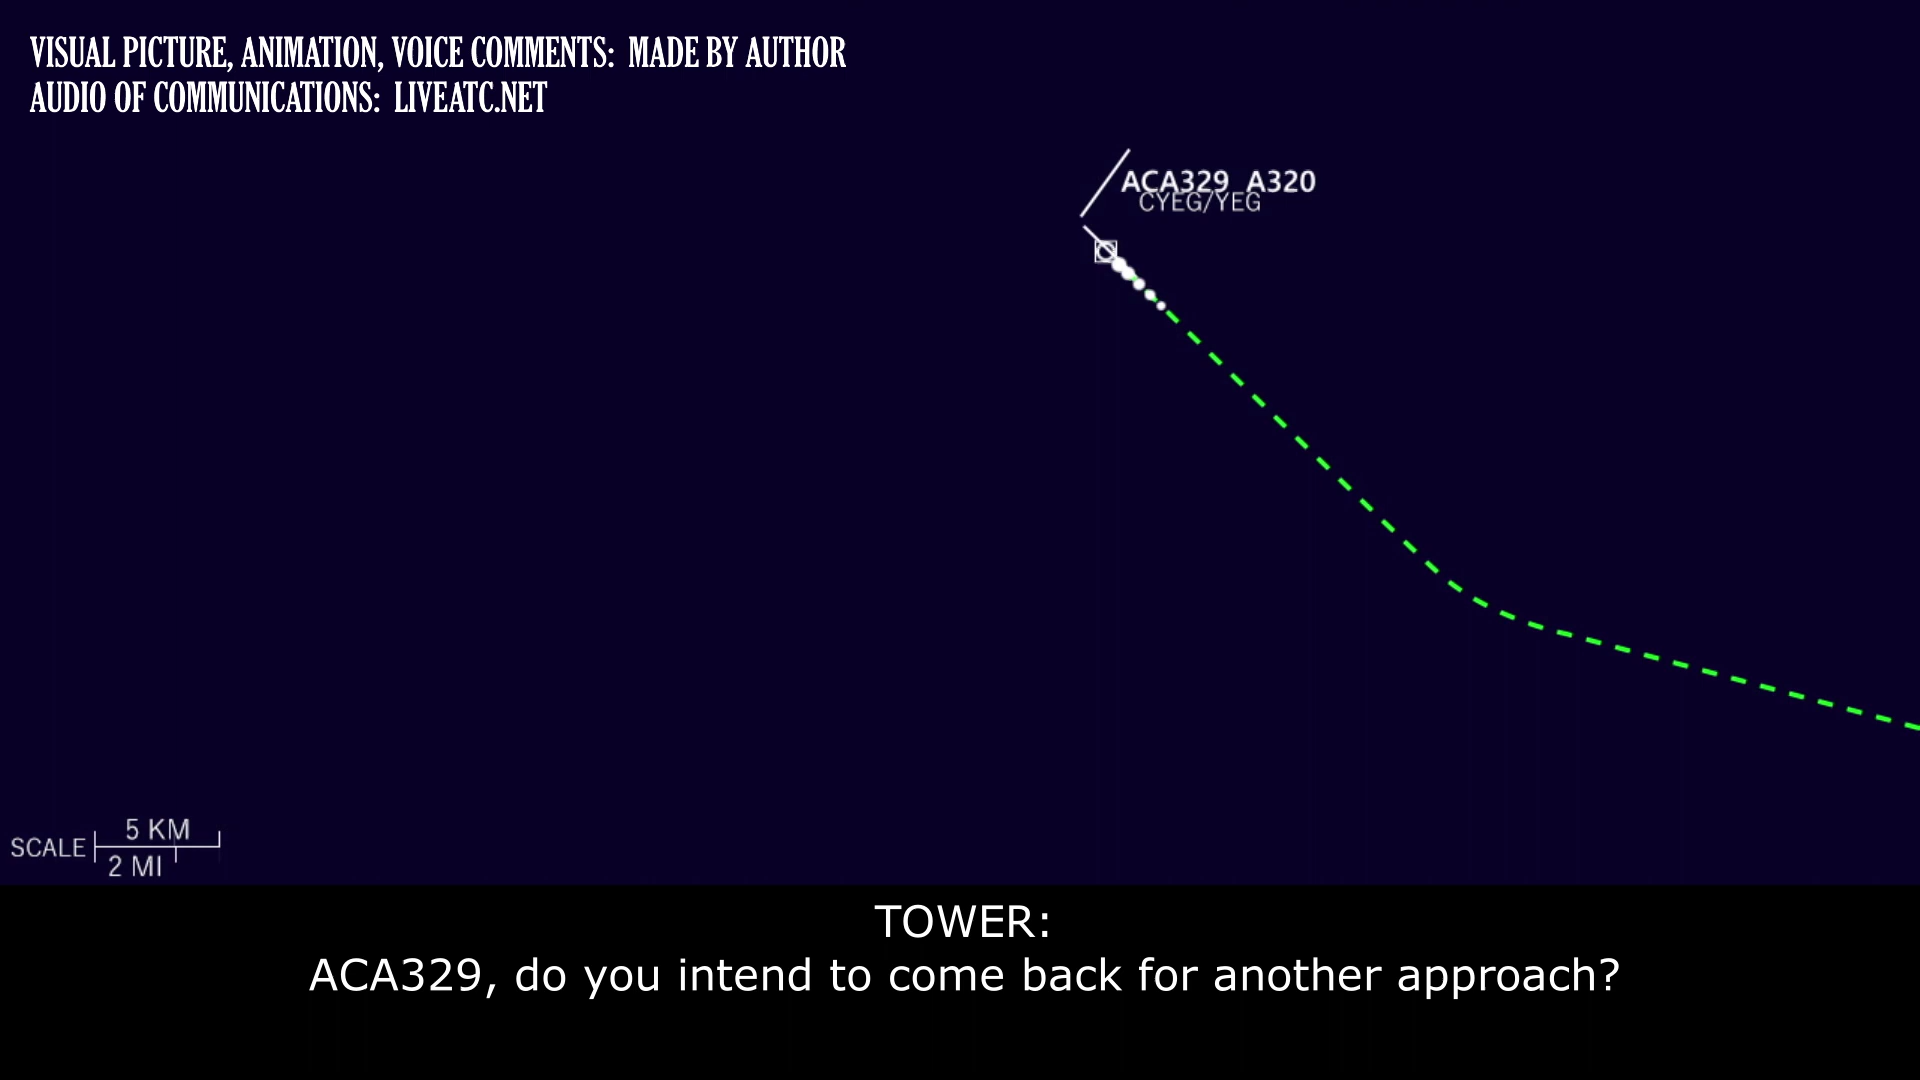 VISUAL PICTURE, ANIMATION, VOICE COMMENTS: MADE BY AUTHOR
AUDIO OF COMMUNICATIONS: LIVEATC.NET
ACA329 A320
CYEG/YEG
5 KM
SCALE
2 MI
TOWER:
ACA329, do you intend to come back for another approach?